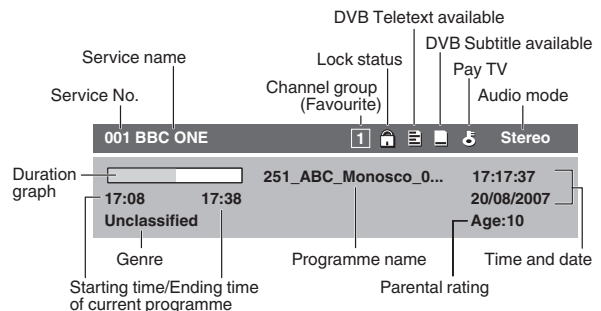 DVB Teletext available
DVB Subtitle available
Service name
Lock status
Pay TV
Service No.
Channel group
(Favourite)
Audio mode
001 BBC ONE 1 Stereo
Duration
graph
251_ABC_Monosco_0... 17:17:37
17:08 17:38 20/08/2007
Unclassified Age:10
Genre Programme name Time and date
Starting time/Ending time
of current programme
Parental rating